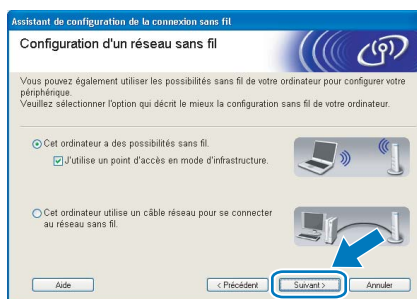 Assistant de configuration de la connexion sans fil
Configuration d'un réseau sans fil
Vous pouvez également utiliser les possibilités sans fil de votre ordinateur pour configurer votre
périphérique.
Veuillez sélectionner l'option qui décrit le mieux la configuration sans fil de votre ordinateur.
Cet ordinateur a des possibilités sans fil.
J'utilise un point d'accès en mode d'infrastructure.
Cet ordinateur utilise un câble réseau pour se connecter
au réseau sans fil.
Aide
< Précédent
Suivant >
Annuler